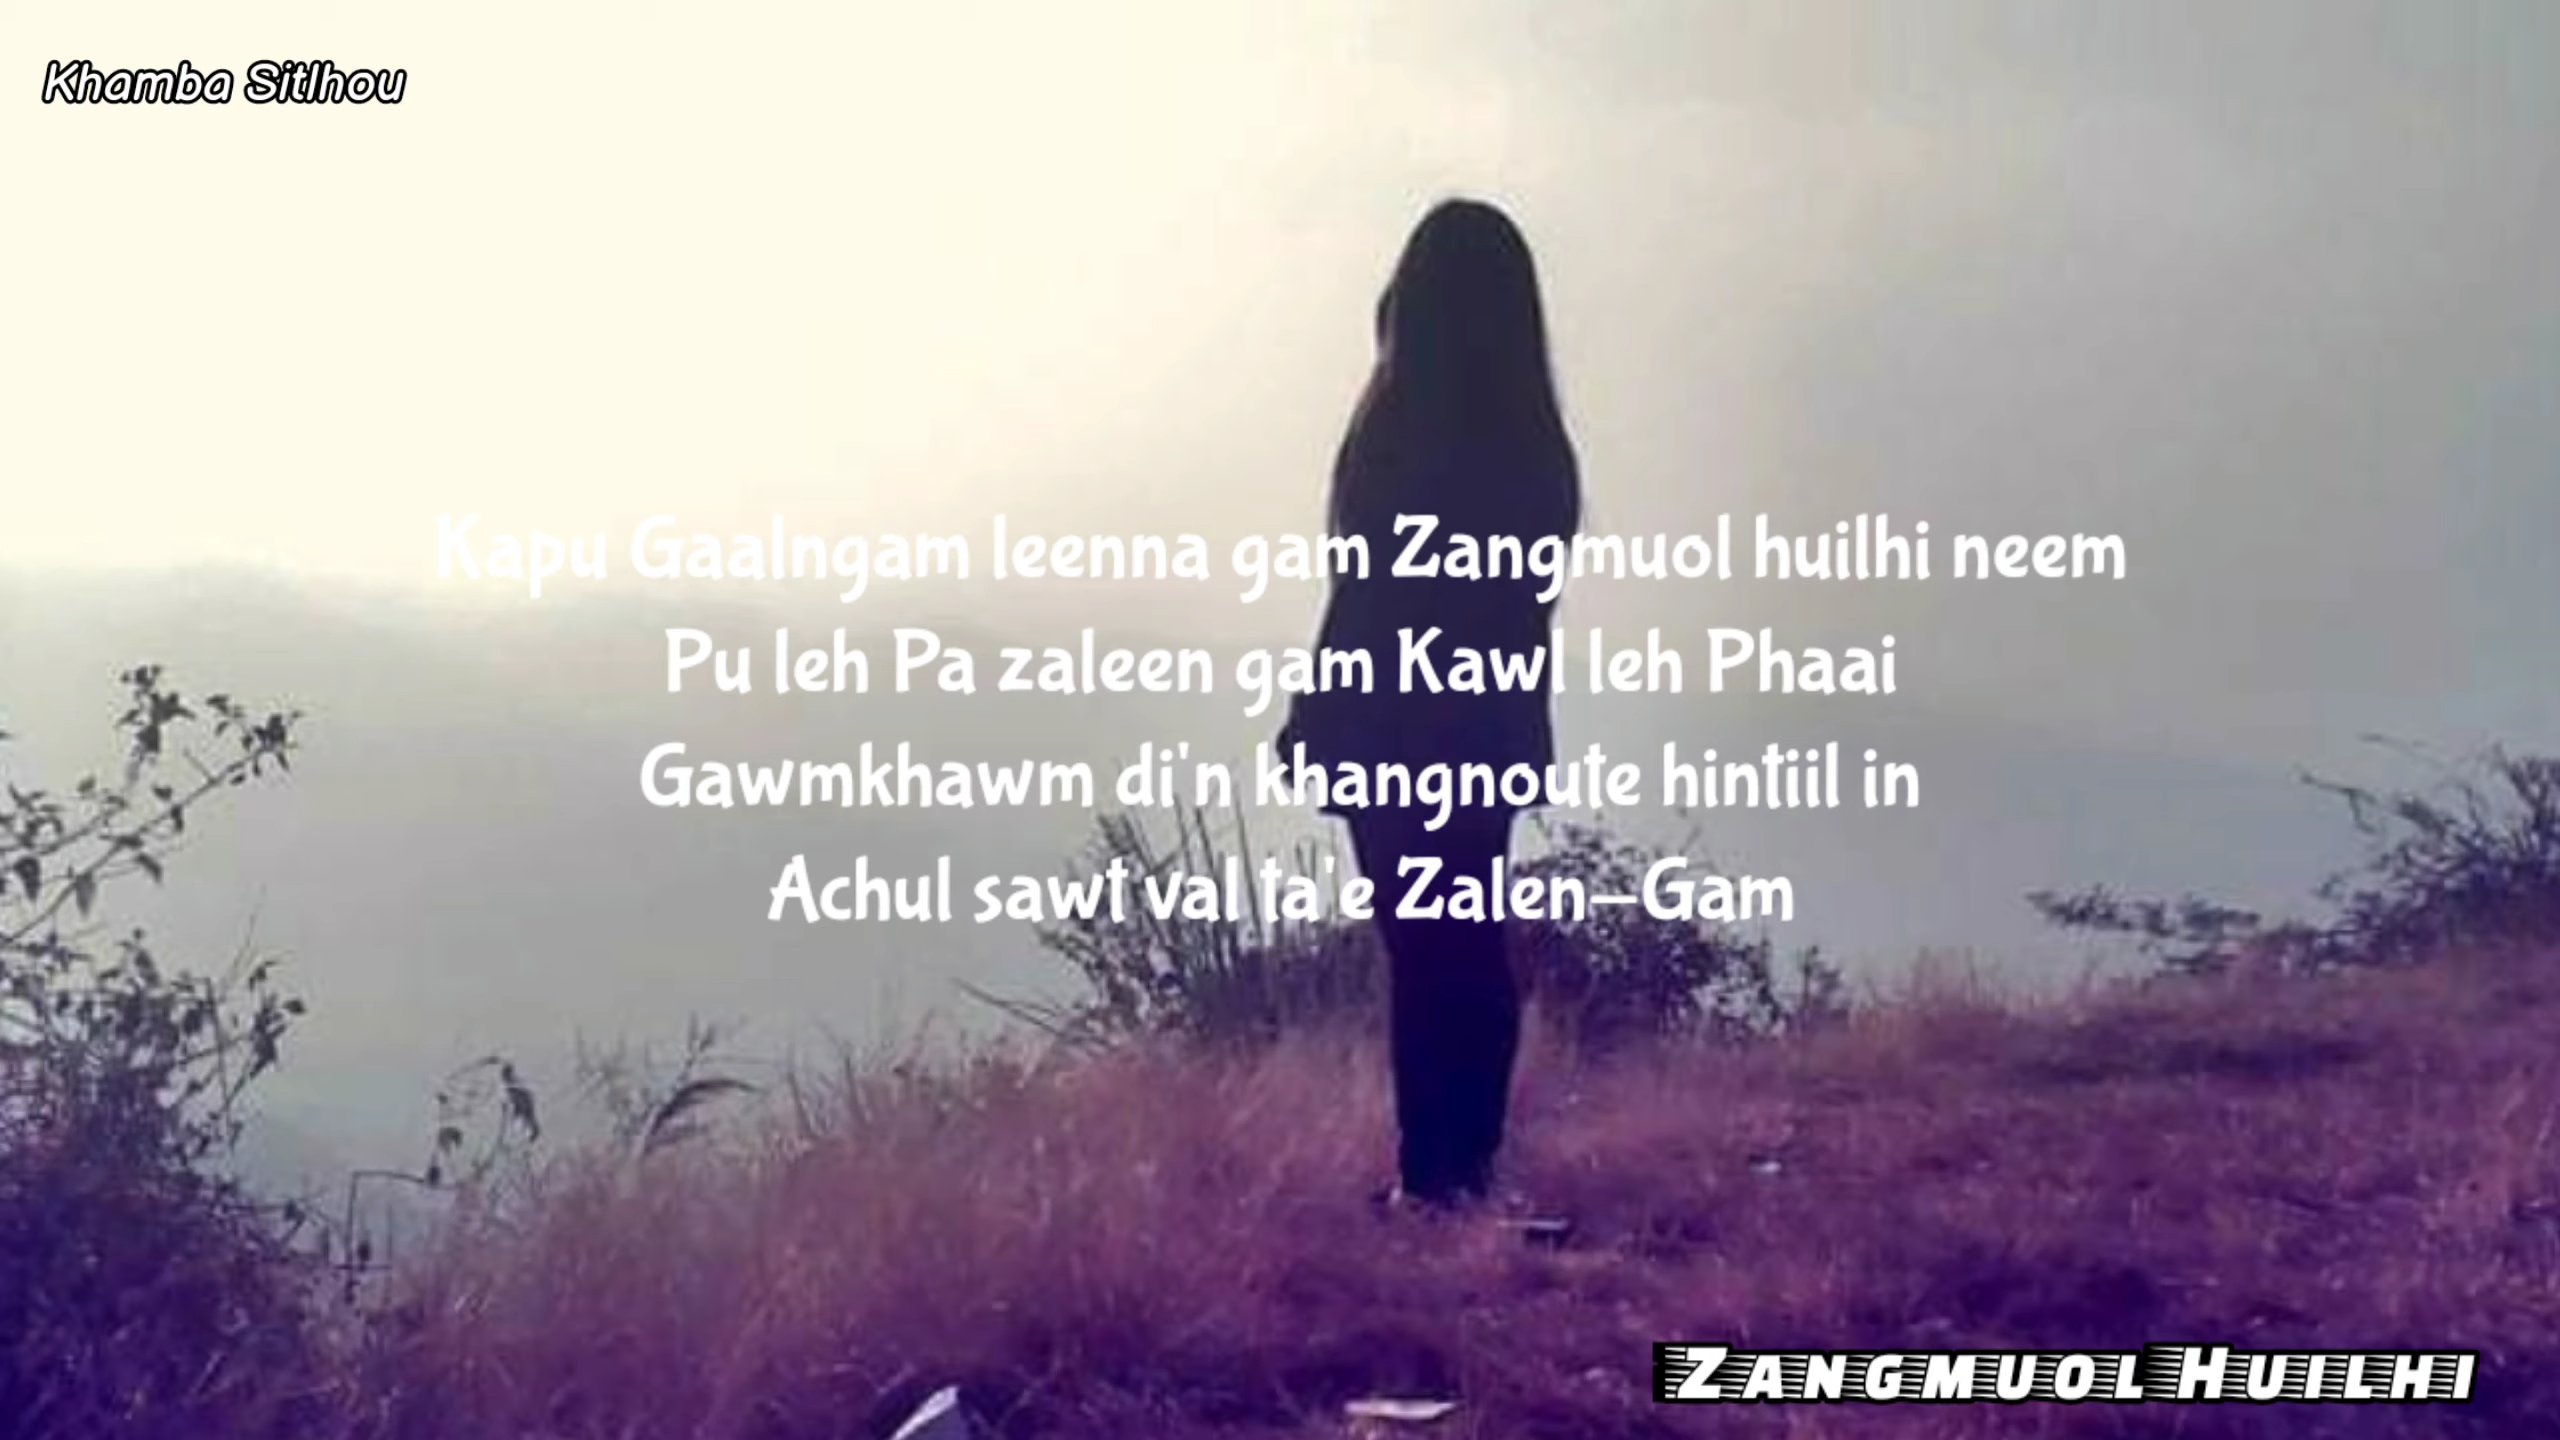 Khamba Sitlhou
Kapu Gaalngam leenna gam Zangmuol huilhi neem
Pu leh Pa zaleen gam Kawl leh Phaai
Gawmkhawm di'n khangnoute hintiil in
Achul sawt val ta'e Zalen-Gam
Zangmuol Huilhi